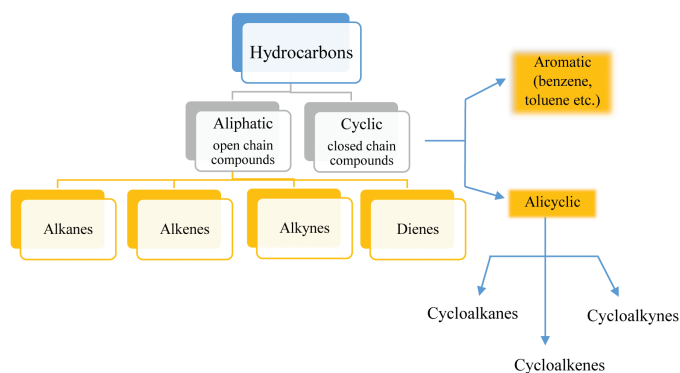 Hydrocarbons
Aliphatic
open chain
compounds
Cyclic
closed chain
compounds
Aromatic
(benzene,
toluene etc.)
Alkanes
Alkenes
Alkynes
Dienes
Alicyclic
Cycloalkanes
Cycloalkenes
Cycloalkynes